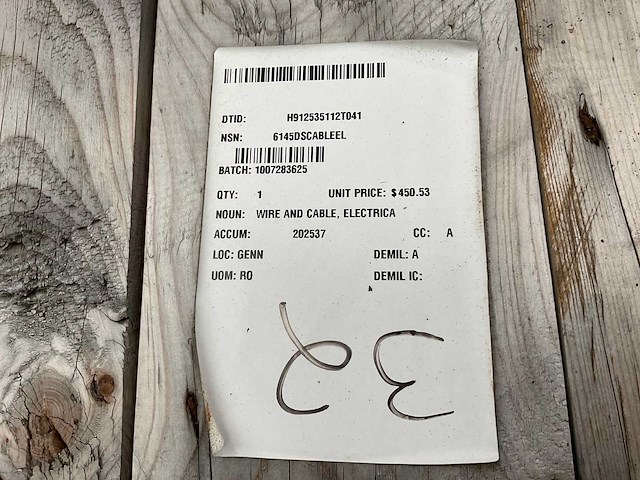 DTID: H912535112T041
NSN: 6145DSCABLEEL
BATCH: 1007283625
QTY: 1 UNIT PRICE: $450.53
NOUN: WIRE AND CABLE, ELECTRICA
ACCUM: 202537 CC: A
LOC: GENN DEMIL: A
UOM: RO DEMIL IC: